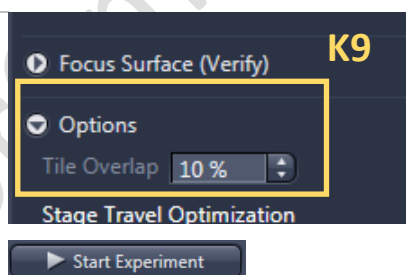 K9
Focus Surface (Verify)
Options
Tile Overlap 10 %
Stage Travel Optimization
Start Experiment